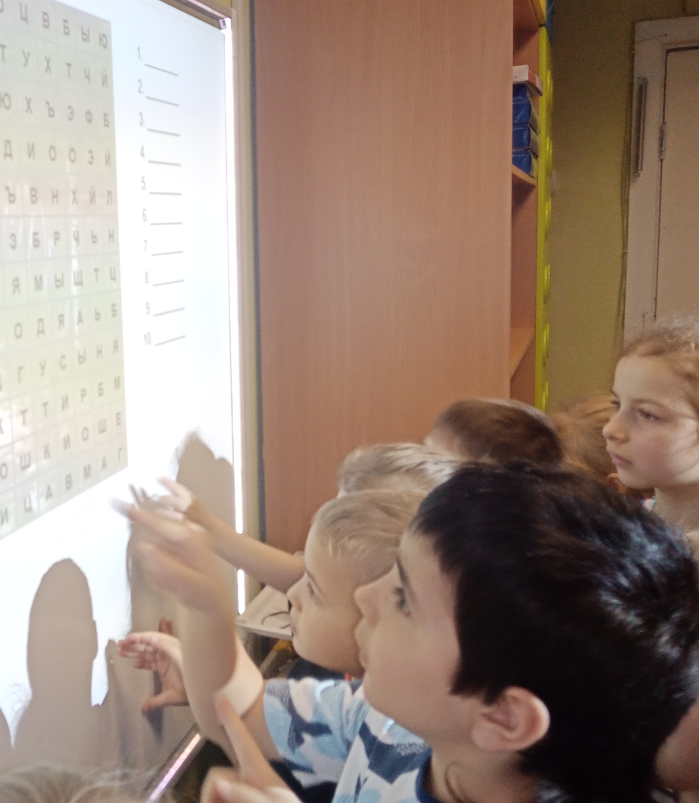 Ц В Б Ы Ю
Т У Х Т Ч Й
Ю Х Ъ Э Ф Б
Д И О О Э Й
Ъ В Н Х Й Л
З Б Р Ч Ь Н
Я М Ы Щ Т Ц
О Д Я А Ь Б
Г У С Ы Н Я
Т Т И Р Б М
О Ш К И О Ш Е
И Ц А В М А Г
1.
2.
3.
4.
5.
6.
7.
8.
9.
10.